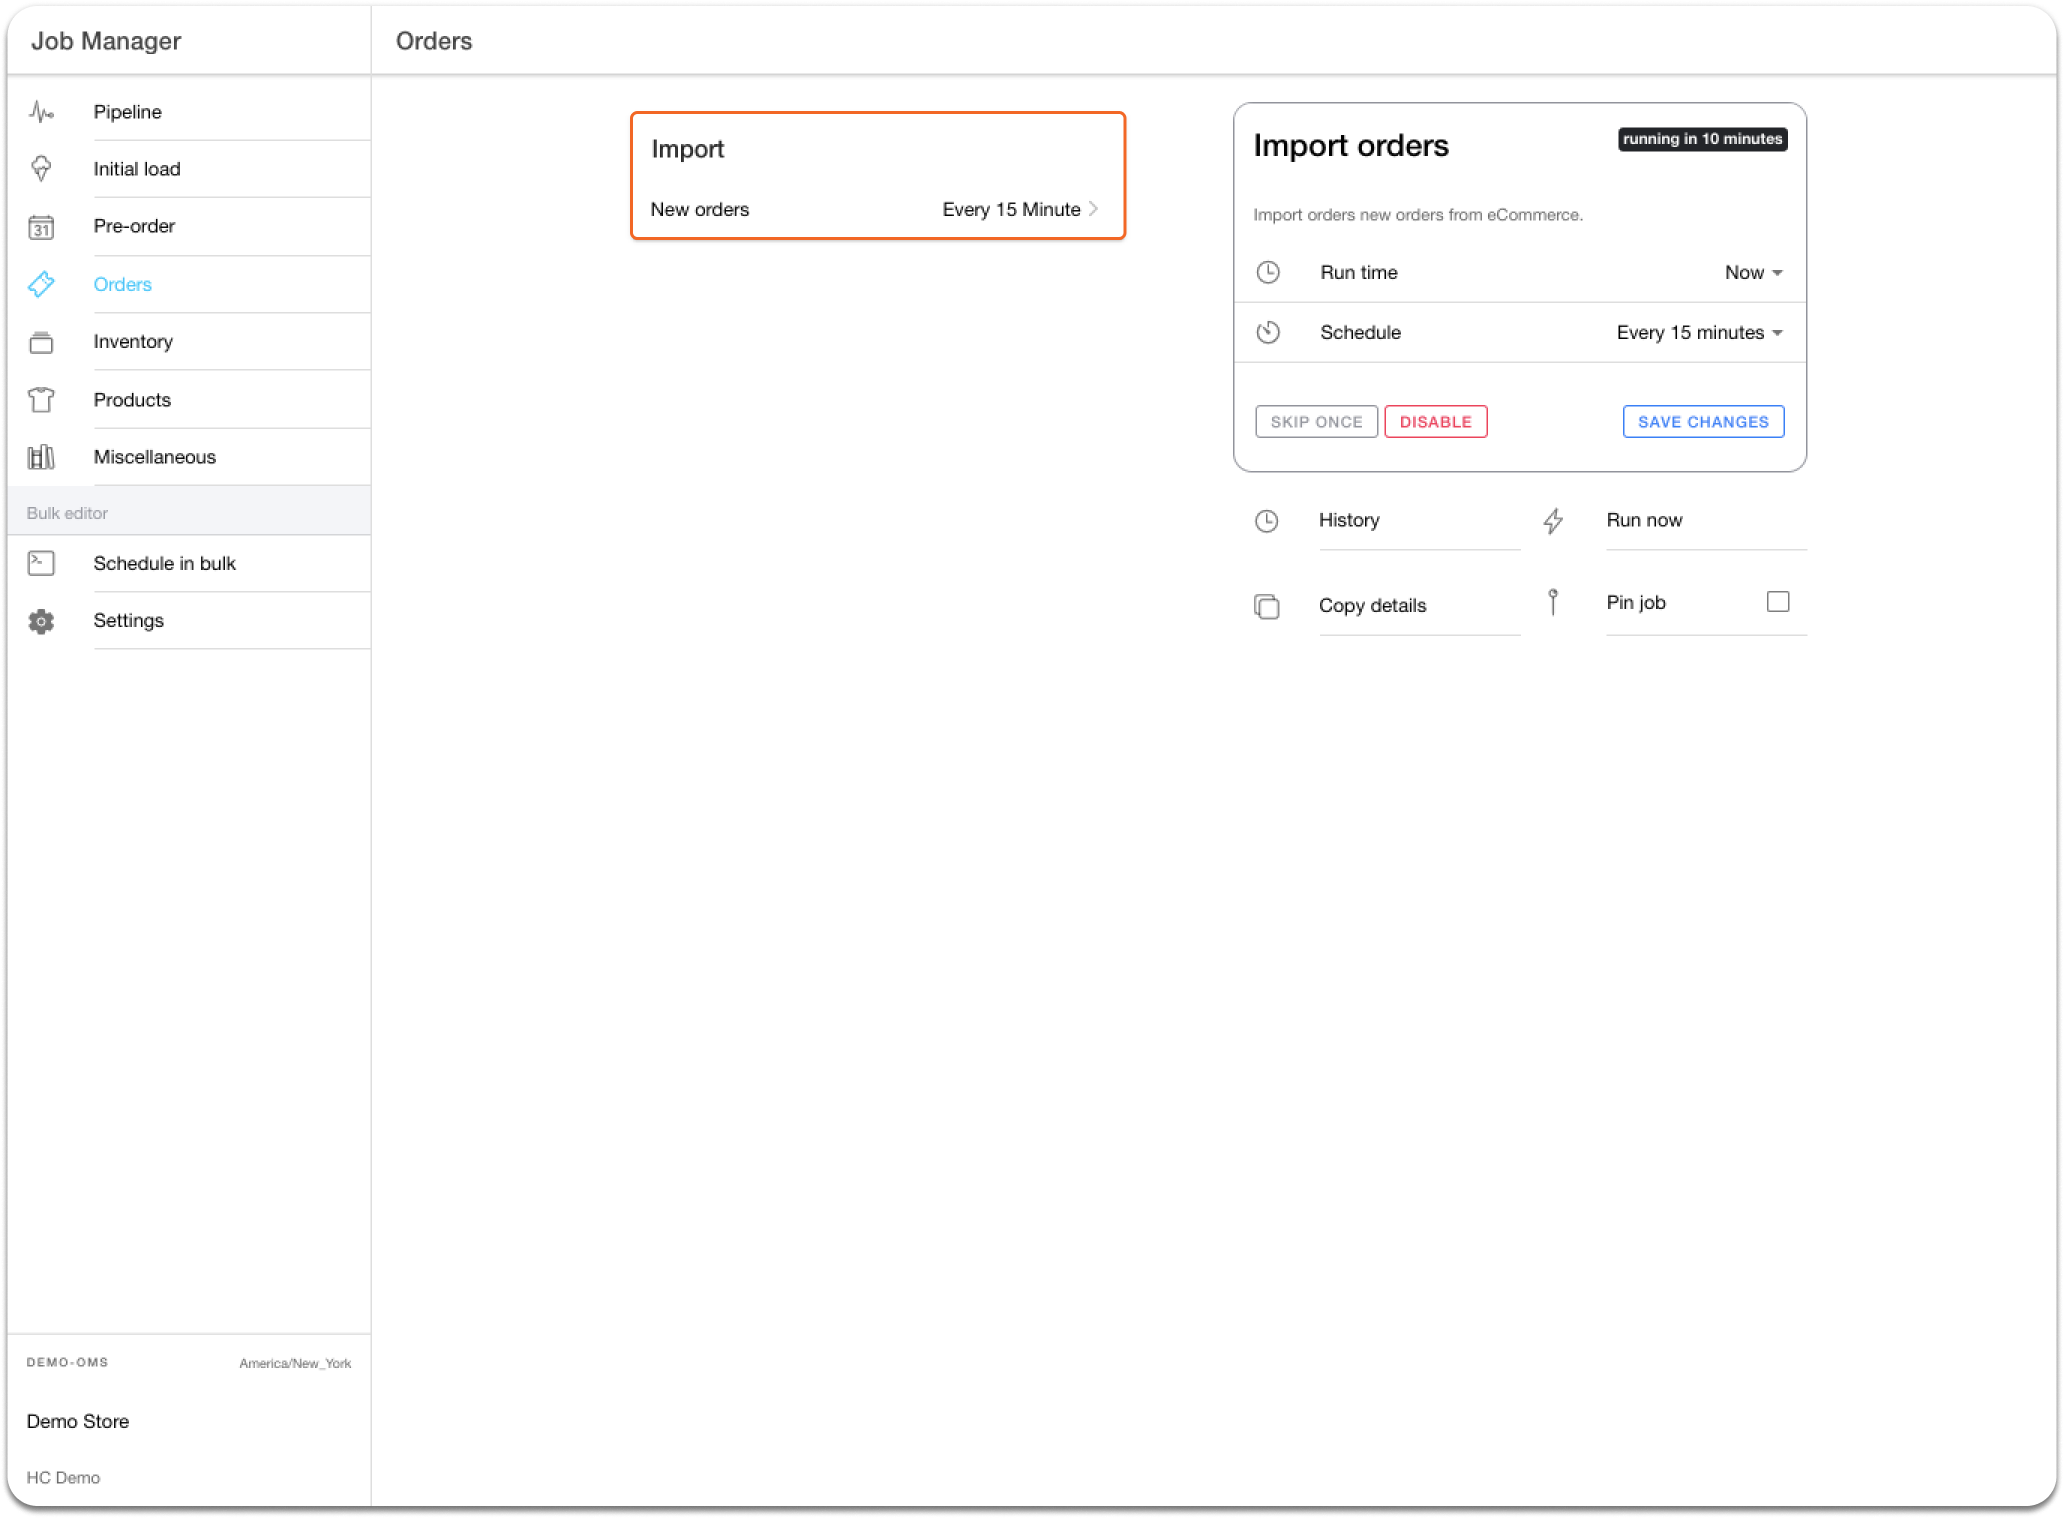 Job Manager
Orders
Pipeline
Initial load
31
Pre-order
Orders
Inventory
Products
Miscellaneous
Bulk editor
Schedule in bulk
Settings
DEMO-OMS
America/New_York
Demo Store
HC Demo
Import
New orders
Every 15 Minute
Import orders
running in 10 minutes
Import orders new orders from eCommerce.
Run time
Now
Schedule
Every 15 minutes
SKIP ONCE
DISABLE
SAVE CHANGES
History
Run now
Copy details
Pin job